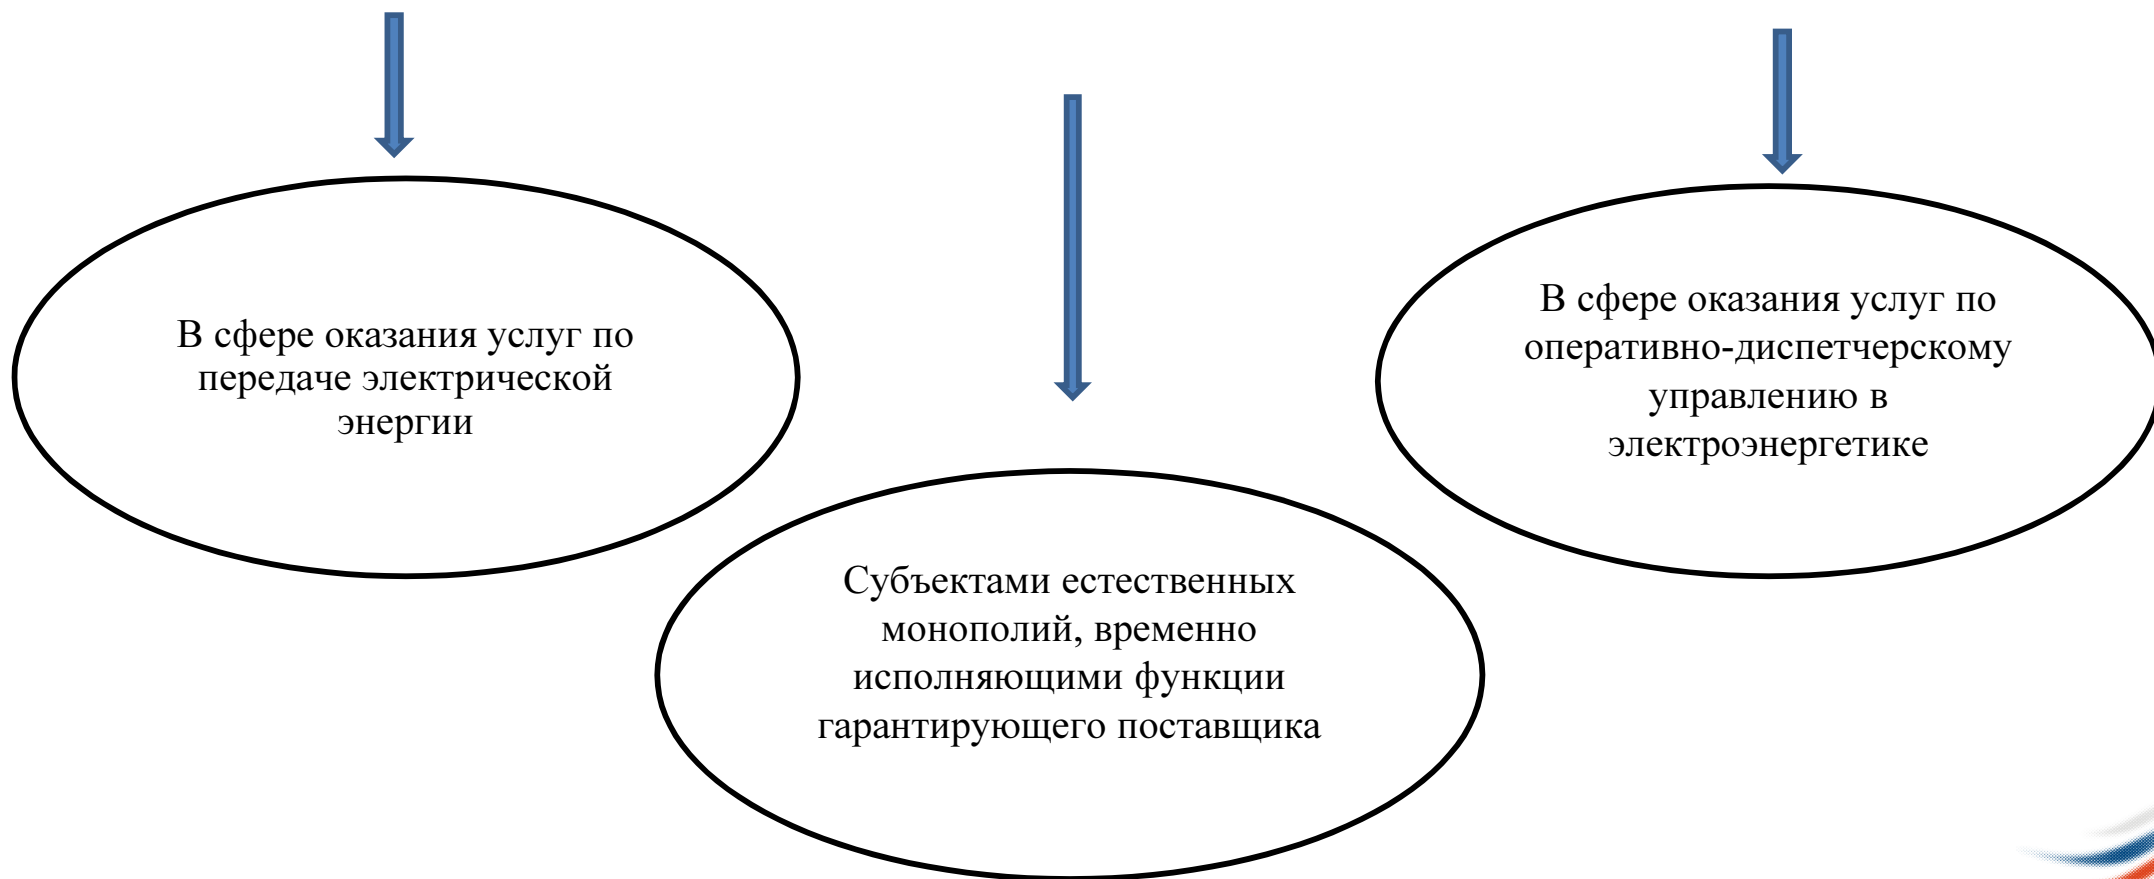 В сфере оказания услуг по
передаче электрической
энергии
Субъектами естественных
монополий, временно
исполняющими функции
гарантирующего поставщика
В сфере оказания услуг по
оперативно-диспетчерскому
управлению в
электроэнергетике